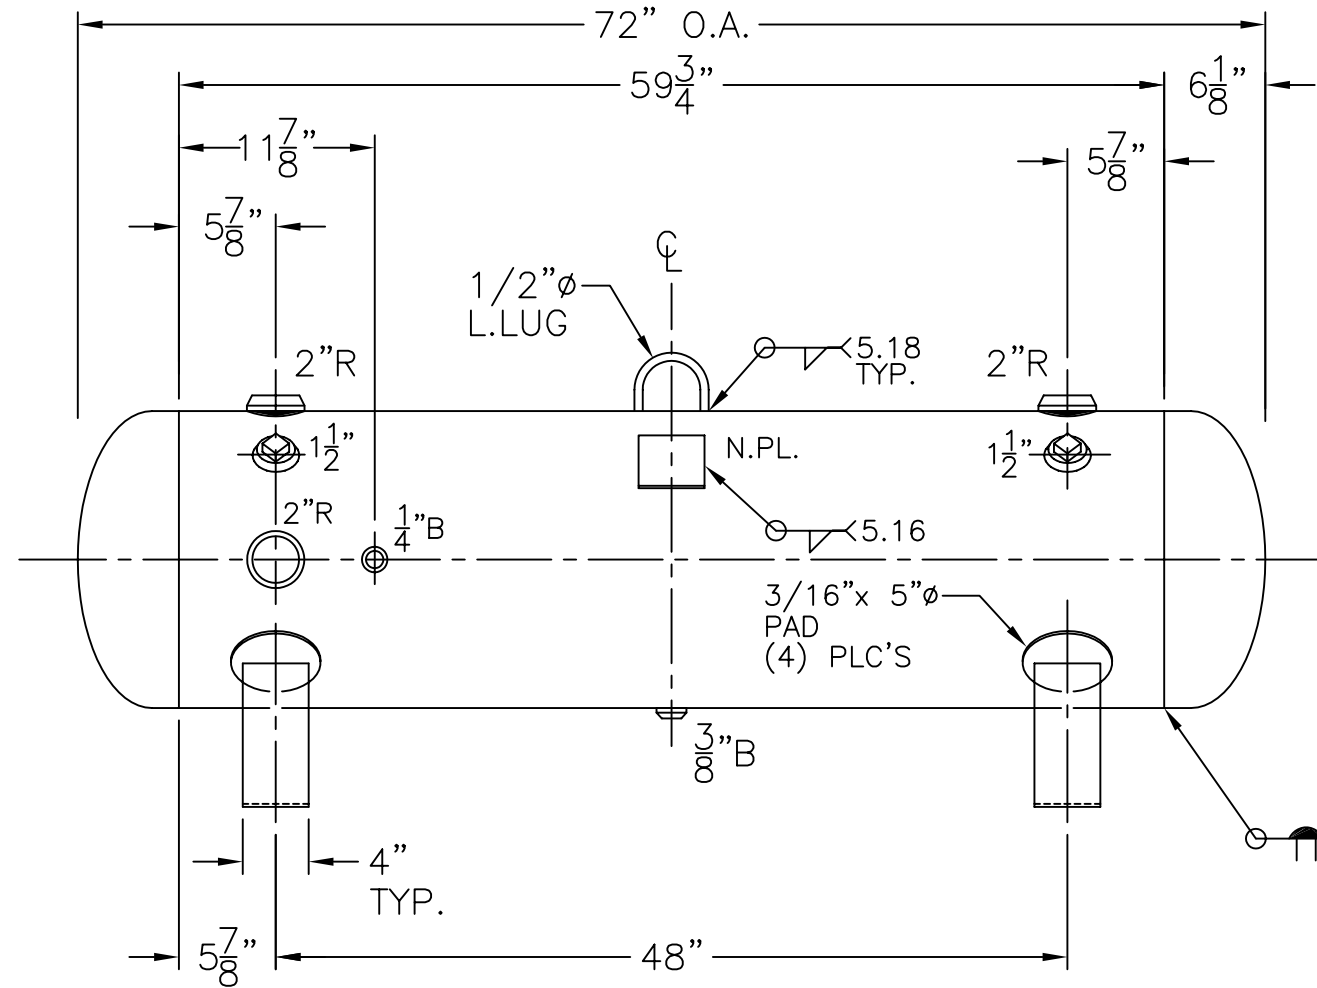 72" O.A.
59 3/4"
6 1/8"
11 7/8"
5 7/8"
5 7/8"
℄
1/2"ø
L.LUG
5.18
TYP.
2"R
2"R
1 1/2"
N.PL.
1 1/2"
2"R
1/4"B
5.16
3/16"x 5"ø
PAD
(4) PLC'S
3/8"B
4"
TYP.
5 7/8"
48"